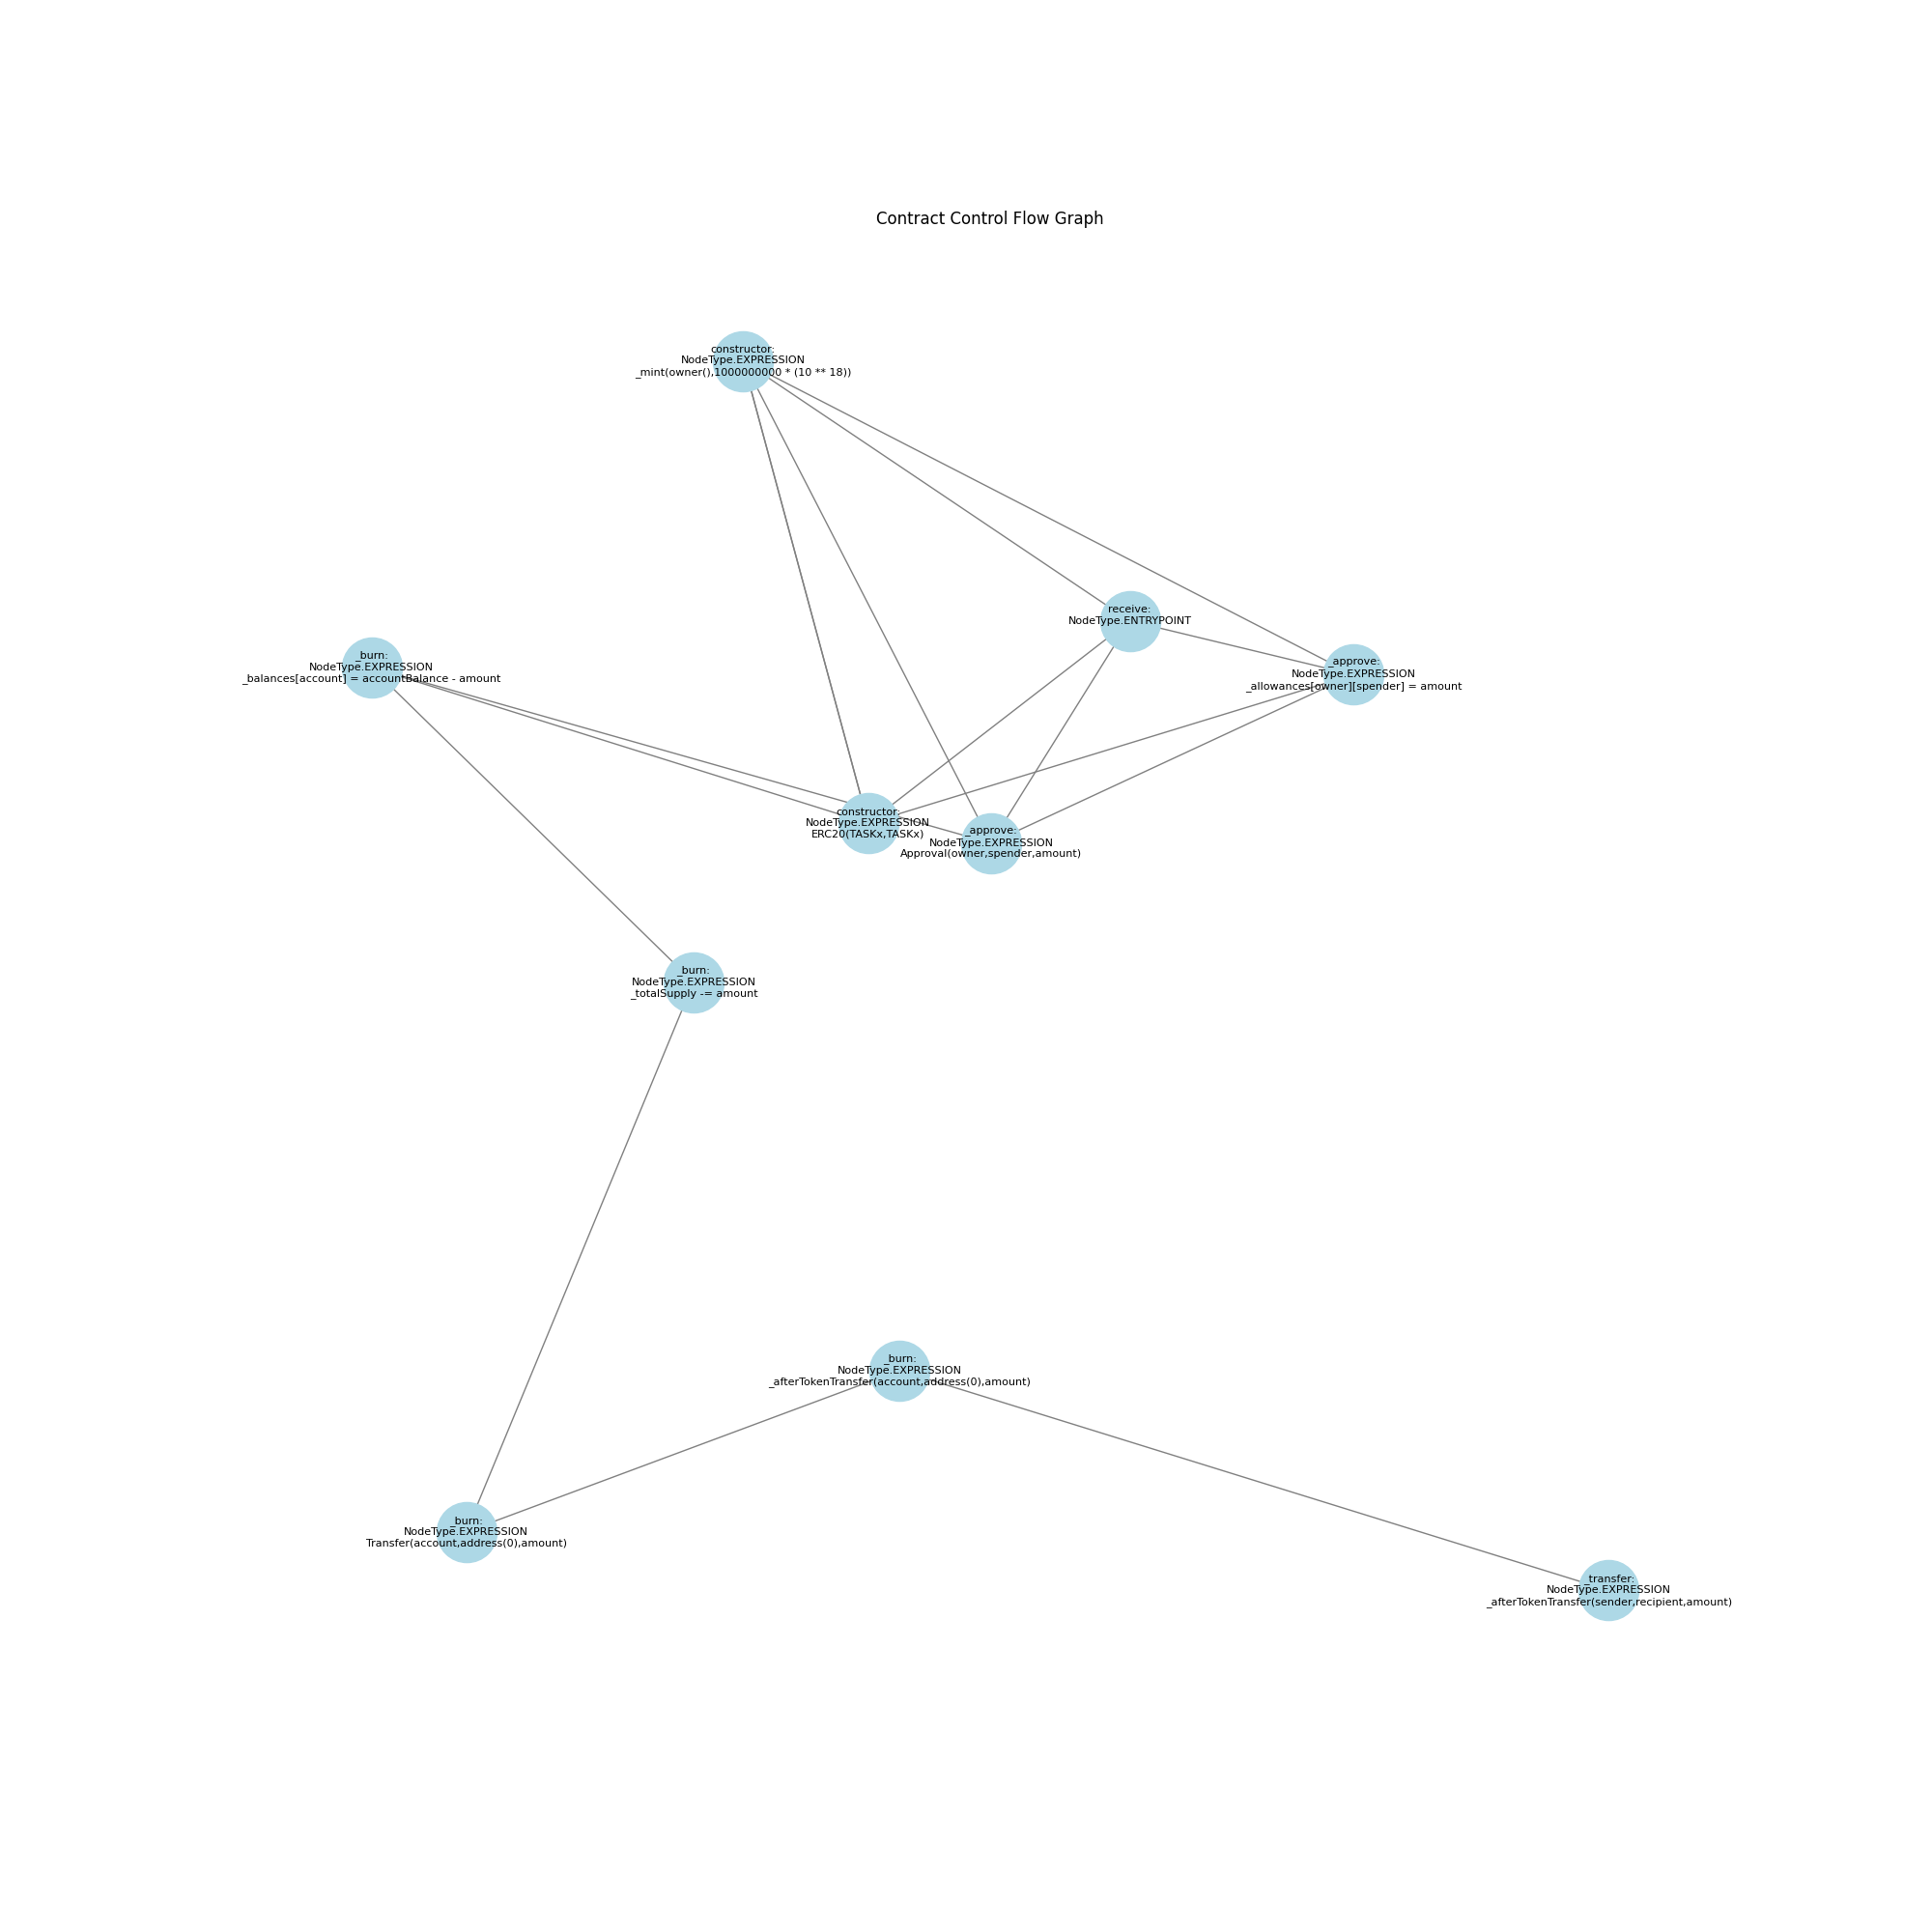 Contract Control Flow Graph
constructor:
NodeType.EXPRESSION
_mint(owner(),1000000000 * (10 ** 18))
receive:
NodeType.ENTRYPOINT
_burn:
NodeType.EXPRESSION
_balances[account] = accountBalance - amount
_approve:
NodeType.EXPRESSION
_allowances[owner][spender] = amount
constructor:
NodeType.EXPRESSION
ERC20(TASKx,TASKx)
_approve:
NodeType.EXPRESSION
Approval(owner,spender,amount)
_burn:
NodeType.EXPRESSION
_totalSupply -= amount
_burn:
NodeType.EXPRESSION
_afterTokenTransfer(account,address(0),amount)
_burn:
NodeType.EXPRESSION
Transfer(account,address(0),amount)
_transfer:
NodeType.EXPRESSION
_afterTokenTransfer(sender,recipient,amount)